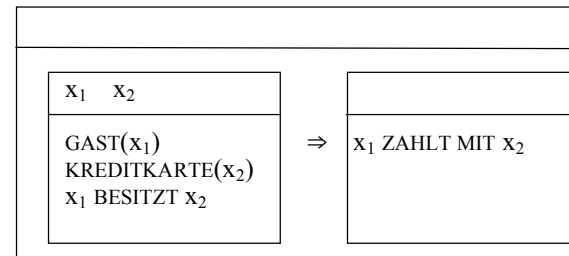 x₁ x₂
GAST(x₁) ⇒ x₁ ZAHLT MIT x₂
KREDITKARTE(x₂)
x₁ BESITZT x₂